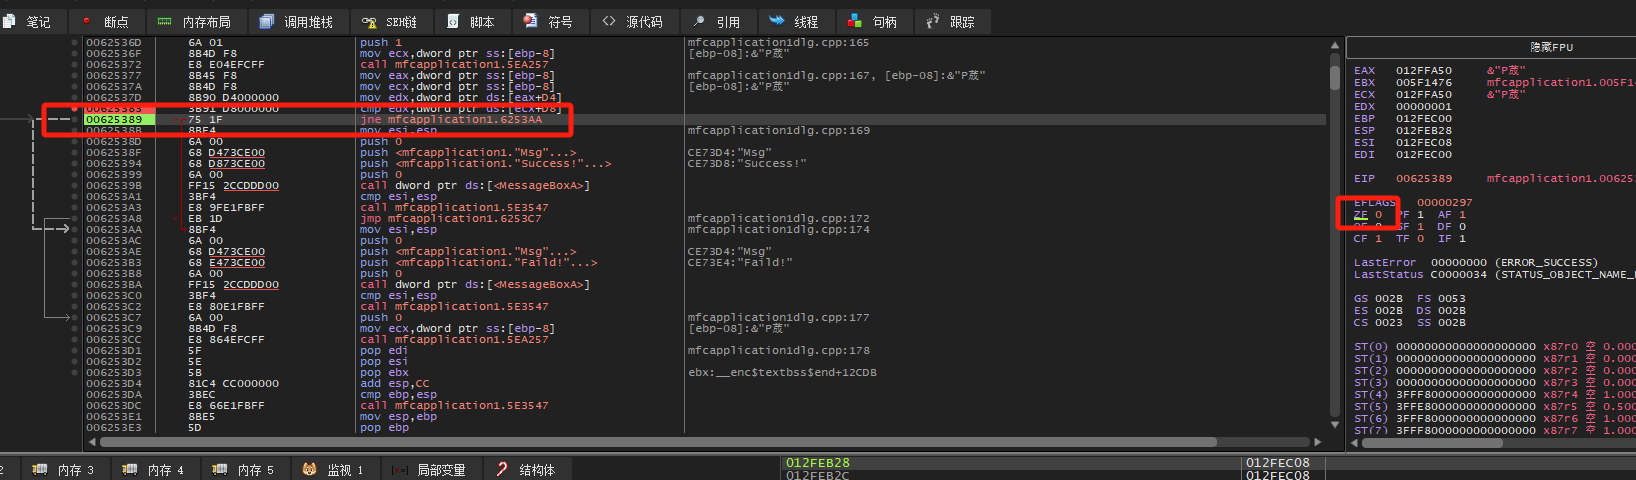 笔记 断点 内存布局 调用堆栈 SEH链 脚本 符号 源代码 引用 线程 句柄 跟踪
0062536D 6A 01 push 1 mfcapplication1dlg.cpp:165
0062536F 8B4D F8 mov ecx,dword ptr ss:[ebp-8] [ebp-08]:&"P莀"
00625372 E8 E04EFCFF call mfcapplication1.5EA257
00625377 8B45 F8 mov eax,dword ptr ss:[ebp-8] mfcapplication1dlg.cpp:167, [ebp-08]:&"P莀"
0062537A 8B4D F8 mov ecx,dword ptr ss:[ebp-8] [ebp-08]:&"P莀"
0062537D 8B90 D4000000 mov edx,dword ptr ds:[eax+D4]
00625383 3B91 D8000000 cmp edx,dword ptr ds:[ecx+D8]
00625389 75 1F jne mfcapplication1.6253AA
0062538B 8BF4 mov esi,esp mfcapplication1dlg.cpp:169
0062538D 6A 00 push 0
0062538F 68 D473CE00 push <mfcapplication1."Msg"...> CE73D4:"Msg"
00625394 68 D873CE00 push <mfcapplication1."Success!"...> CE73D8:"Success!"
00625399 6A 00 push 0
0062539B FF15 2CCDDD00 call dword ptr ds:[<MessageBoxA>]
006253A1 3BF4 cmp esi,esp
006253A3 E8 9FE1FBFF call mfcapplication1.5E3547
006253A8 EB 1D jmp mfcapplication1.6253C7 mfcapplication1dlg.cpp:172
006253AA 8BF4 mov esi,esp mfcapplication1dlg.cpp:174
006253AC 6A 00 push 0
006253AE 68 D473CE00 push <mfcapplication1."Msg"...> CE73D4:"Msg"
006253B3 68 E473CE00 push <mfcapplication1."Faild!"...> CE73E4:"Faild!"
006253B8 6A 00 push 0
006253BA FF15 2CCDDD00 call dword ptr ds:[<MessageBoxA>]
006253C0 3BF4 cmp esi,esp
006253C2 E8 80E1FBFF call mfcapplication1.5E3547
006253C7 6A 00 push 0 mfcapplication1dlg.cpp:177
006253C9 8B4D F8 mov ecx,dword ptr ss:[ebp-8] [ebp-08]:&"P莀"
006253CC E8 864EFCFF call mfcapplication1.5EA257
006253D1 5F pop edi mfcapplication1dlg.cpp:178
006253D2 5E pop esi
006253D3 5B pop ebx ebx:__enc$textbss$end+12CDB
006253D4 81C4 CC000000 add esp,CC
006253DA 3BEC cmp ebp,esp
006253DC E8 66E1FBFF call mfcapplication1.5E3547
006253E1 8BE5 mov esp,ebp
006253E3 5D pop ebp
隐藏FPU
EAX 012FFA50 &"P莀"
EBX 005F1476 mfcapplication1.005F1476
ECX 012FFA50 &"P莀"
EDX 00000001
EBP 012FEC00
ESP 012FEB28
ESI 012FEC08
EDI 012FEC00
EIP 00625389 mfcapplication1.00625
EFLAGS 00000297
ZF 0 PF 1 AF 1
OF 0 SF 1 DF 0
CF 1 TF 0 IF 1
LastError 00000000 (ERROR_SUCCESS)
LastStatus C0000034 (STATUS_OBJECT_NAME_
GS 002B FS 0053
ES 002B DS 002B
CS 0023 SS 002B
ST(0) 00000000000000000000 x87r0 空 0.000
ST(1) 00000000000000000000 x87r1 空 0.000
ST(2) 00000000000000000000 x87r2 空 0.000
ST(3) 00000000000000000000 x87r3 空 0.000
ST(4) 3FFF8000000000000000 x87r4 空 1.000
ST(5) 3FFE8000000000000000 x87r5 空 0.500
ST(6) 3FFF8000000000000000 x87r6 空 1.000
ST(7) 3FFF8000000000000000 x87r7 空 1.000
2 内存 3 内存 4 内存 5 监视 1 局部变量 结构体
012FEB28 012FEC08
012FEB2C 012FEC08